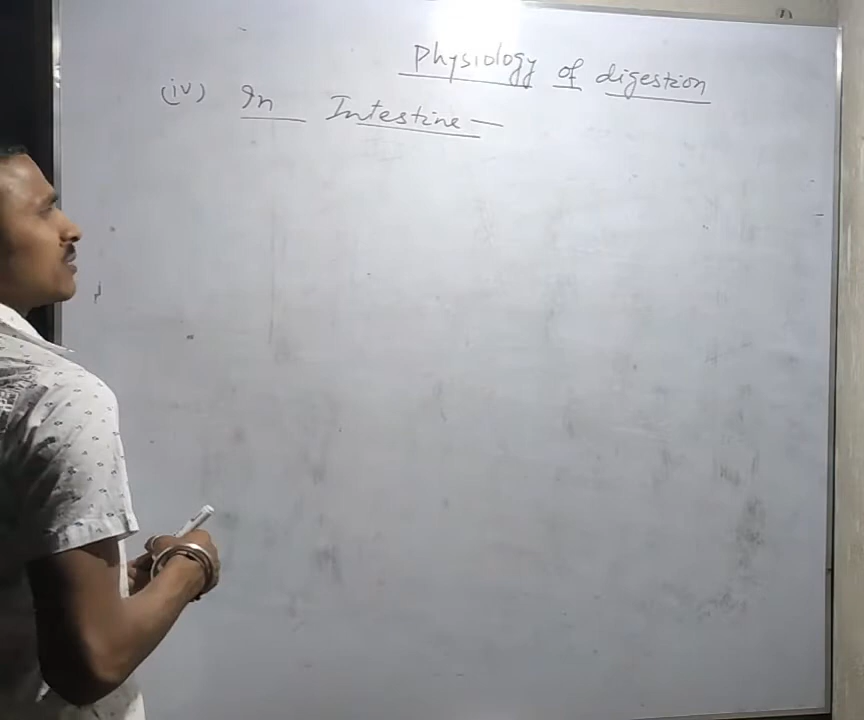 Physiology of digestion
(iv) In Intestine —